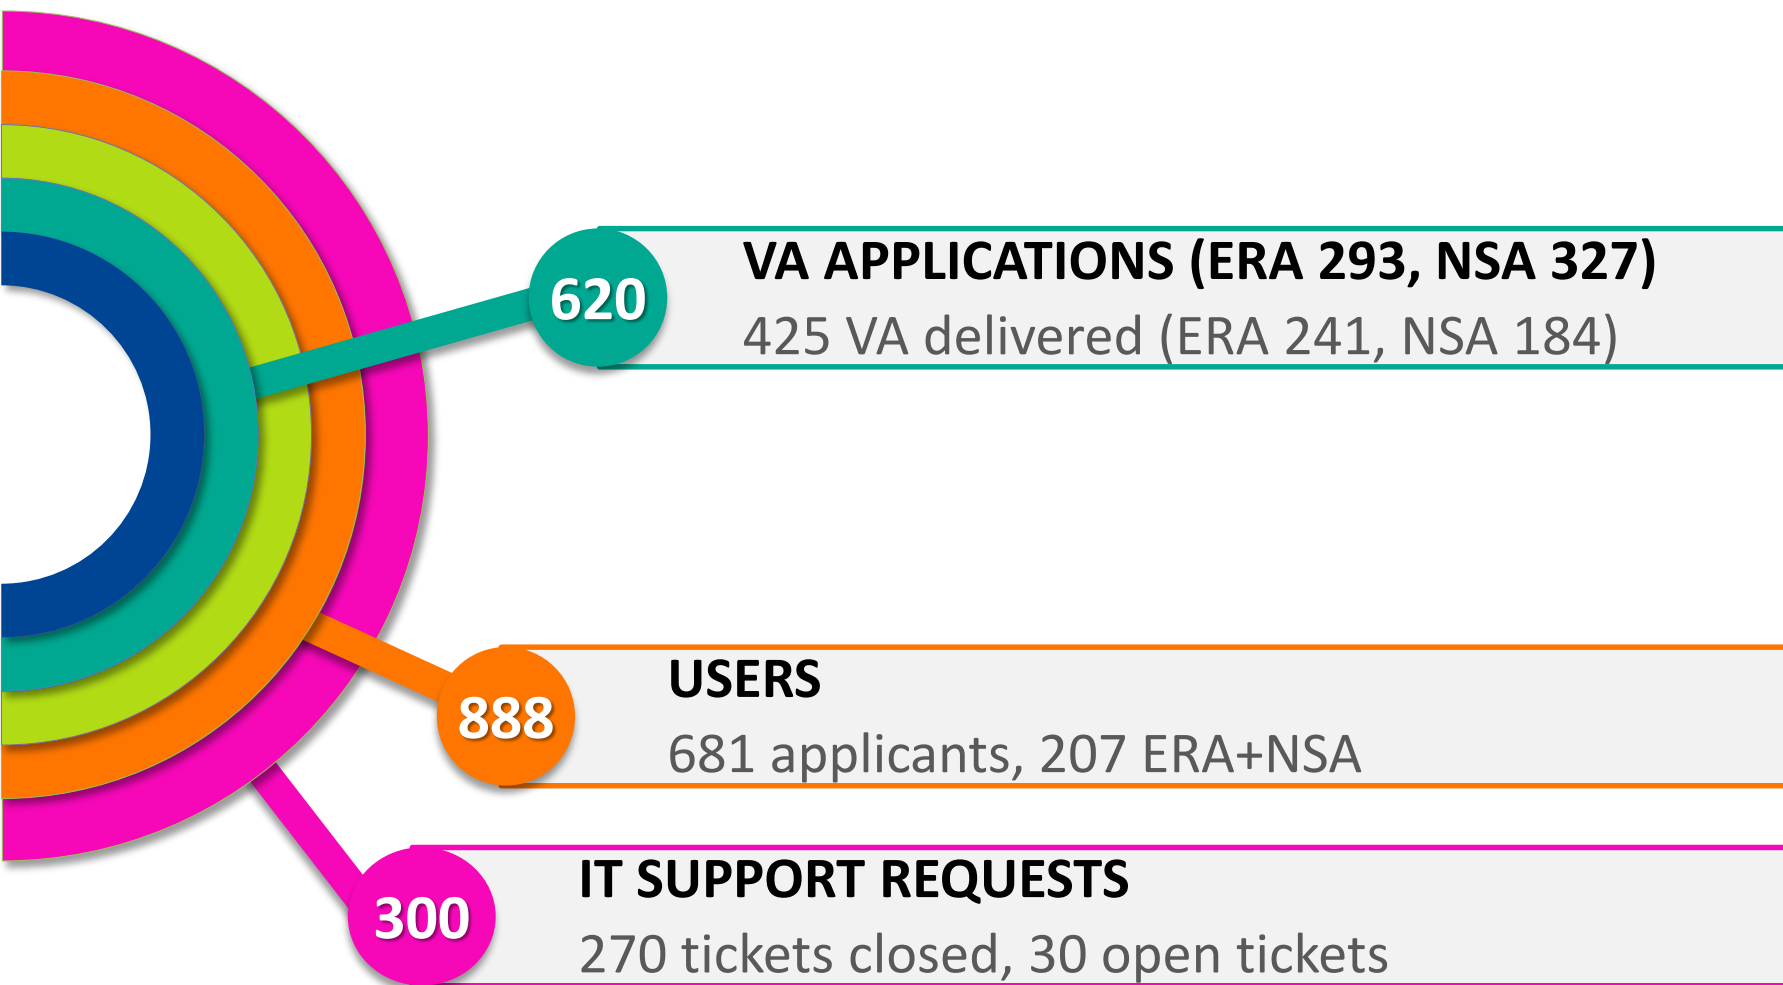 620
VA APPLICATIONS (ERA 293, NSA 327)
425 VA delivered (ERA 241, NSA 184)
888
USERS
681 applicants, 207 ERA+NSA
300
IT SUPPORT REQUESTS
270 tickets closed, 30 open tickets